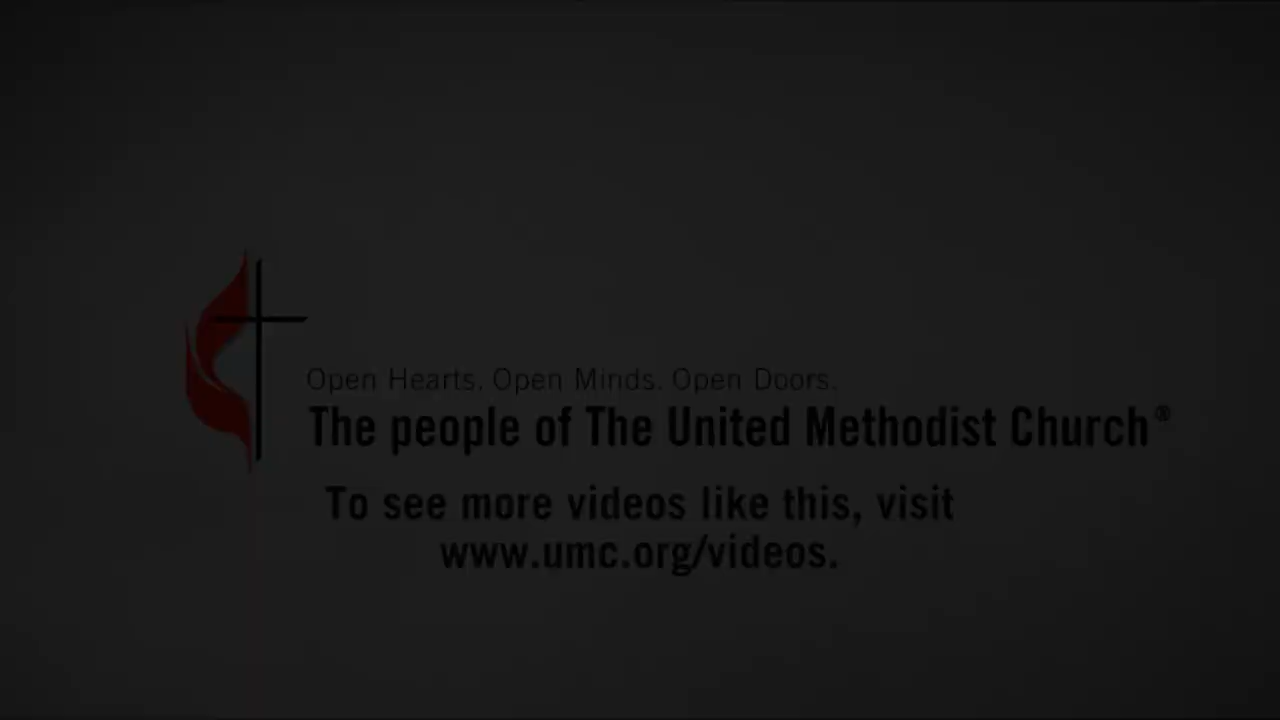 Open Hearts. Open Minds. Open Doors.
The people of The United Methodist Church®
To see more videos like this, visit
www.umc.org/videos.